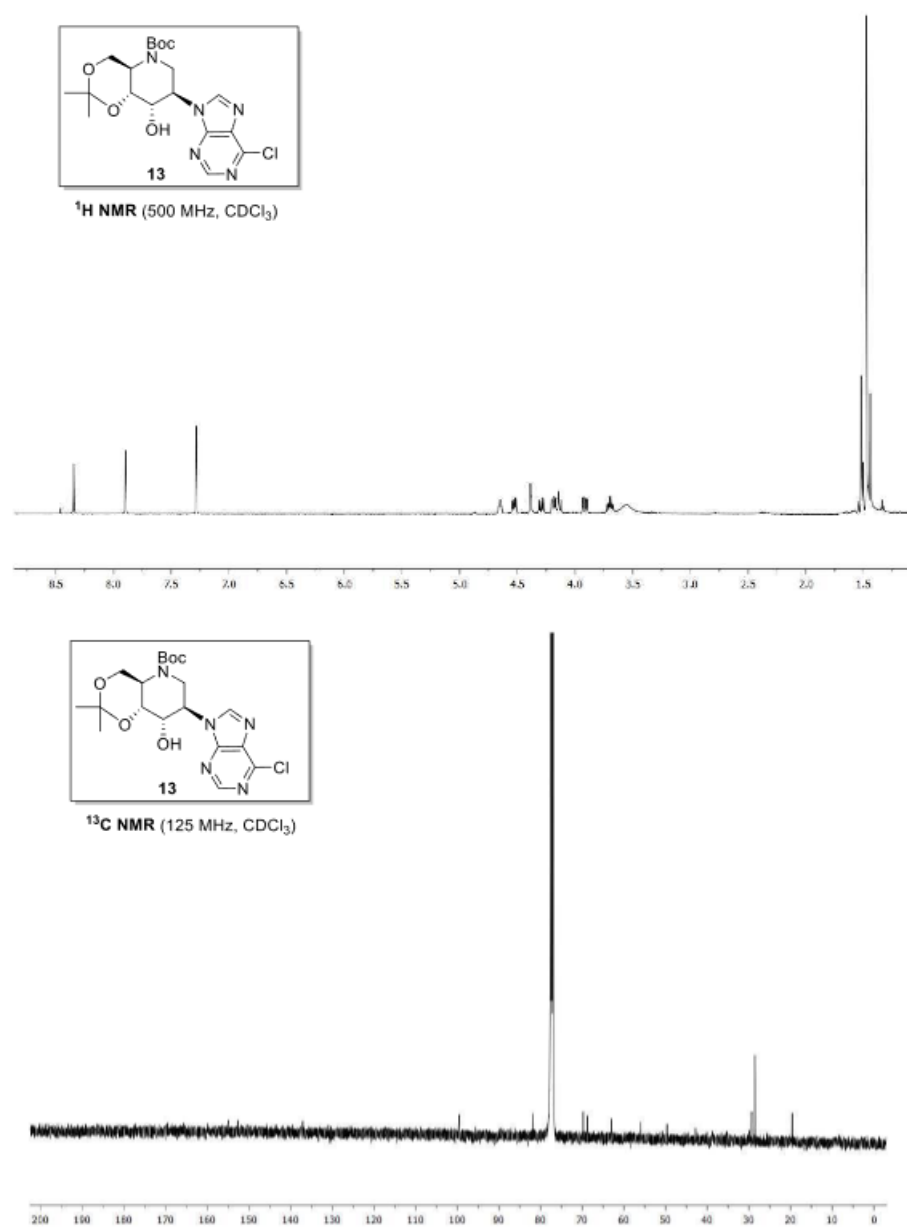 Boc
N
O
O
OH
N
N
N
N
Cl
13
¹H NMR (500 MHz, CDCl₃)
8.5 8.0 7.5 7.0 6.5 6.0 5.5 5.0 4.5 4.0 3.5 3.0 2.5 2.0 1.5
Boc
N
O
O
OH
N
N
N
N
Cl
13
¹³C NMR (125 MHz, CDCl₃)
200 190 180 170 160 150 140 130 120 110 100 90 80 70 60 50 40 30 20 10 0